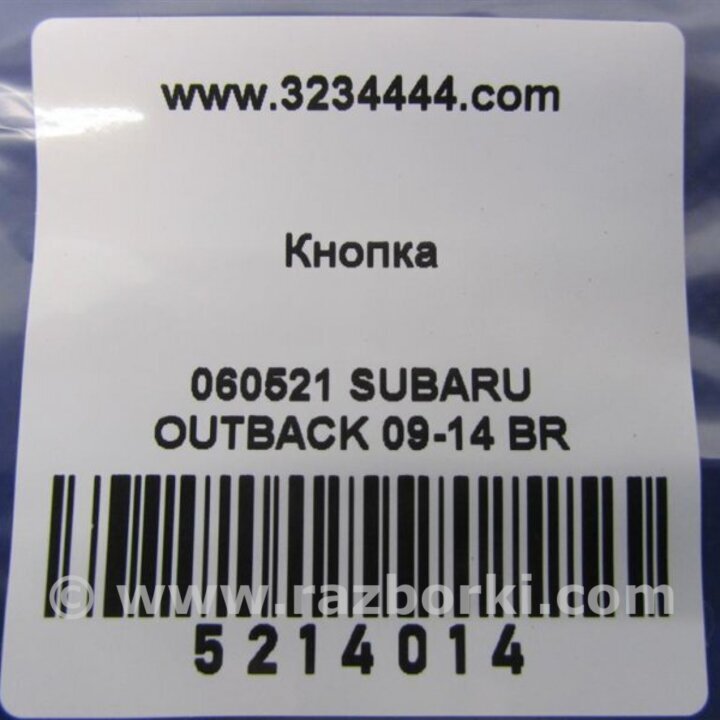 www.3234444.com
Кнопка
060521 SUBARU
OUTBACK 09-14 BR
© www.razborki.com
5214014